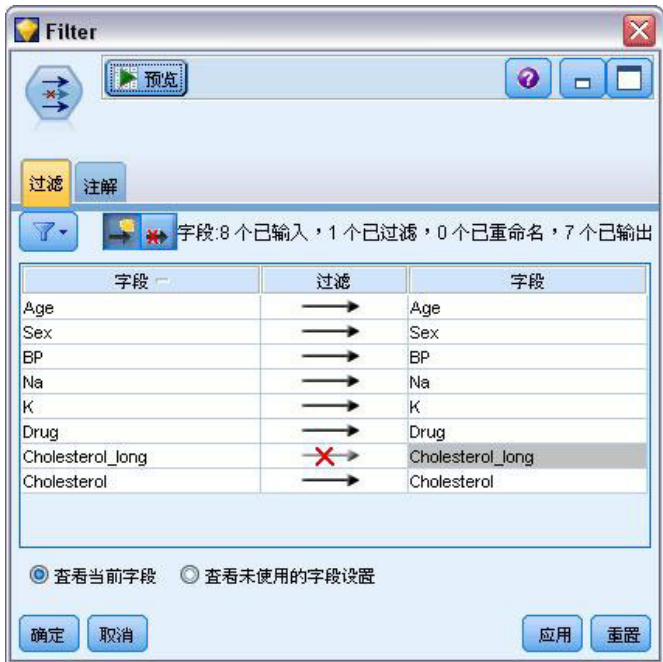 Filter
预览
过滤 注解
字段:8 个已输入，1 个已过滤，0 个已重命名，7 个已输出
字段 过滤 字段
Age Age
Sex Sex
BP BP
Na Na
K K
Drug Drug
Cholesterol_long Cholesterol_long
Cholesterol Cholesterol
查看当前字段 查看未使用的字段设置
确定 取消 应用 重置